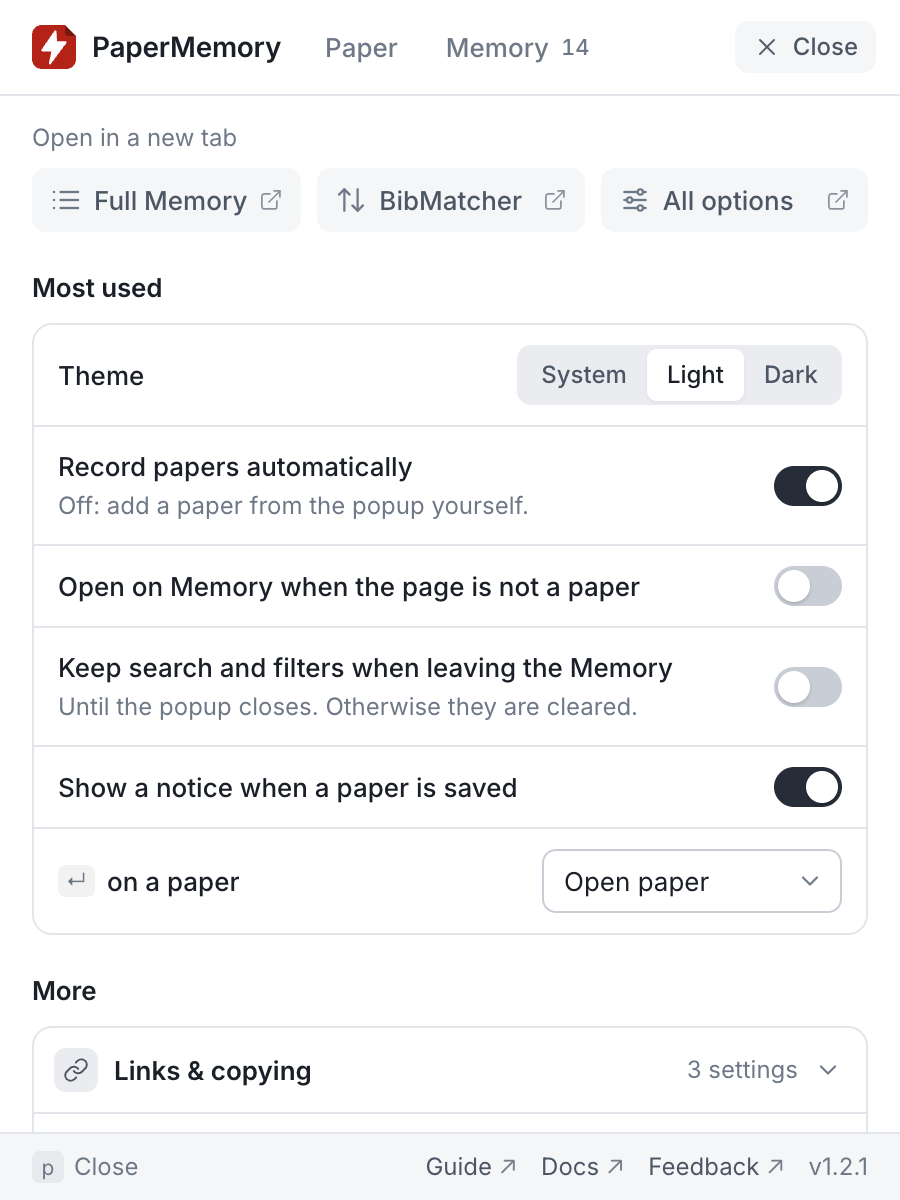 PaperMemory Paper Memory 14 Close
Open in a new tab
Full Memory BibMatcher All options
Most used
Theme System Light Dark
Record papers automatically
Off: add a paper from the popup yourself.
Open on Memory when the page is not a paper
Keep search and filters when leaving the Memory
Until the popup closes. Otherwise they are cleared.
Show a notice when a paper is saved
↵ on a paper Open paper
More
Links & copying 3 settings
p Close Guide ↗ Docs ↗ Feedback ↗ v1.2.1